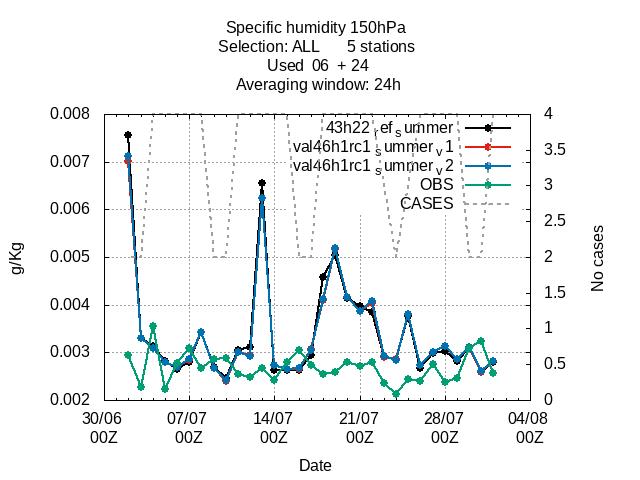 Specific humidity 150hPa
Selection: ALL 5 stations
Used 06 + 24
Averaging window: 24h
43h22_ref_summer
val46h1rc1_summer_v1
val46h1rc1_summer_v2
OBS
CASES
0.008
0.007
0.006
0.005
0.004
0.003
0.002
g/Kg
4
3.5
3
2.5
2
1.5
1
0.5
0
No cases
30/06 07/07 14/07 21/07 28/07 04/08
00Z 00Z 00Z 00Z 00Z 00Z
Date